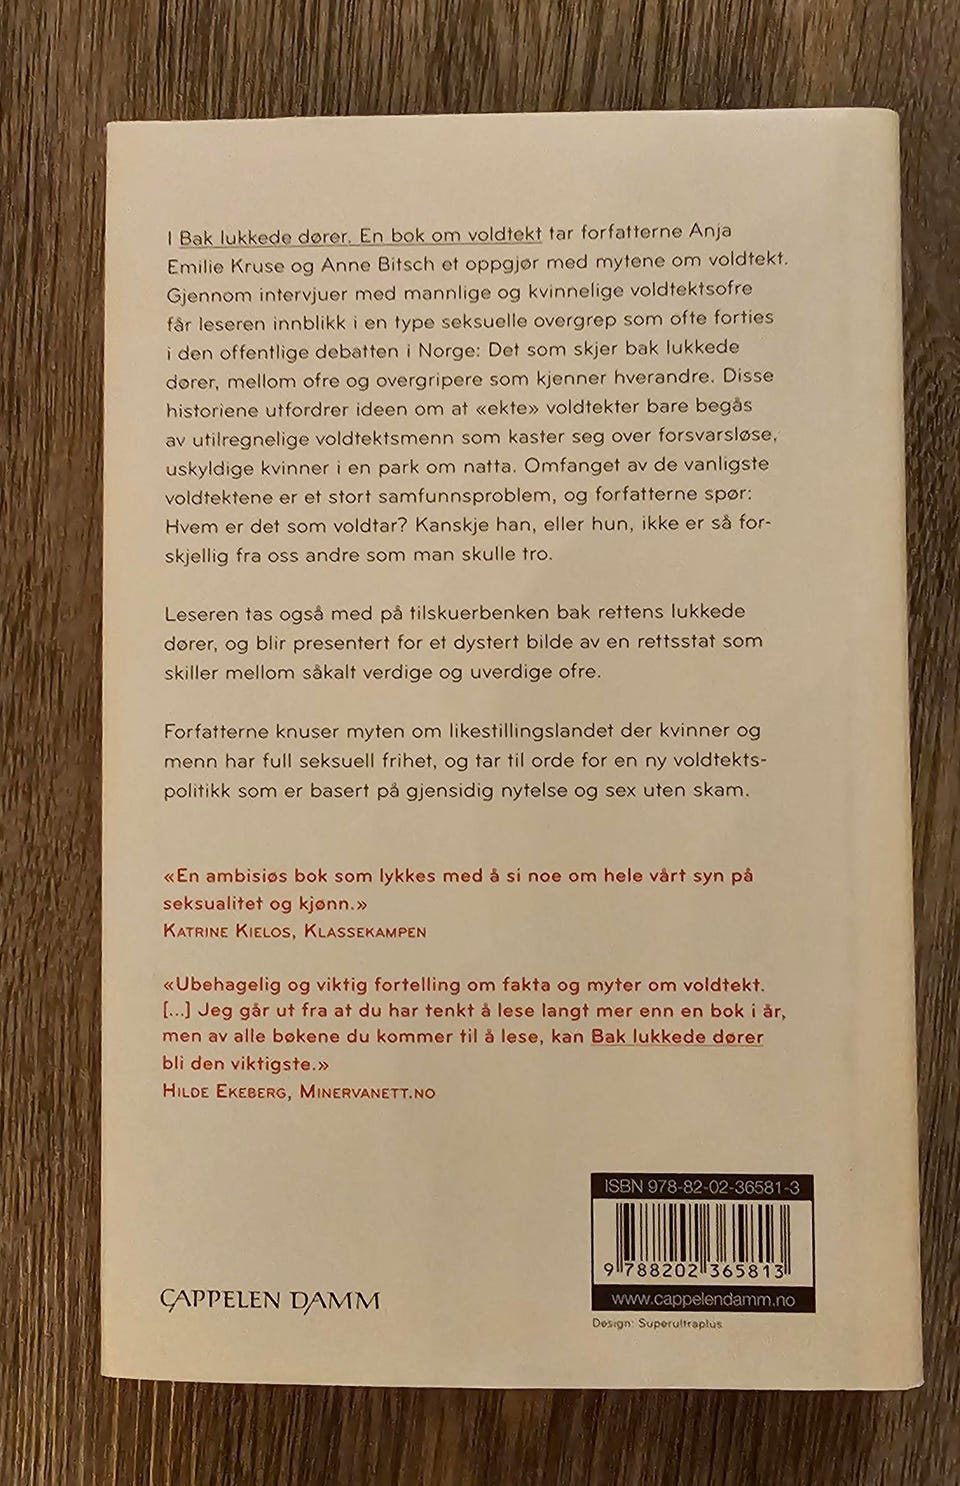 I Bak lukkede dører. En bok om voldtekt tar forfatterne Anja
Emilie Kruse og Anne Bitsch et oppgjør med mytene om voldtekt.
Gjennom intervjuer med mannlige og kvinnelige voldtektsofre
får leseren innblikk i en type seksuelle overgrep som ofte forties
i den offentlige debatten i Norge: Det som skjer bak lukkede
dører, mellom ofre og overgripere som kjenner hverandre. Disse
historiene utfordrer ideen om at «ekte» voldtekter bare begås
av utilregnelige voldtektsmenn som kaster seg over forsvarsløse,
uskyldige kvinner i en park om natta. Omfanget av de vanligste
voldtektene er et stort samfunnsproblem, og forfatterne spør:
Hvem er det som voldtar? Kanskje han, eller hun, ikke er så for-
skjellig fra oss andre som man skulle tro.
Leseren tas også med på tilskuerbenken bak rettens lukkede
dører, og blir presentert for et dystert bilde av en rettsstat som
skiller mellom såkalt verdige og uverdige ofre.
Forfatterne knuser myten om likestillingslandet der kvinner og
menn har full seksuell frihet, og tar til orde for en ny voldtekts-
politikk som er basert på gjensidig nytelse og sex uten skam.
«En ambisiøs bok som lykkes med å si noe om hele vårt syn på
seksualitet og kjønn.»
KATRINE KIELOS, KLASSEKAMPEN
«Ubehagelig og viktig fortelling om fakta og myter om voldtekt.
[...] Jeg går ut fra at du har tenkt å lese langt mer enn en bok i år,
men av alle bøkene du kommer til å lese, kan Bak lukkede dører
bli den viktigste.»
HILDE EKEBERG, MINERVANETT.NO
ISBN 978-82-02-36581-3
9 788202 365813
www.cappelendamm.no
CAPPELEN DAMM
Design: Superultraplus